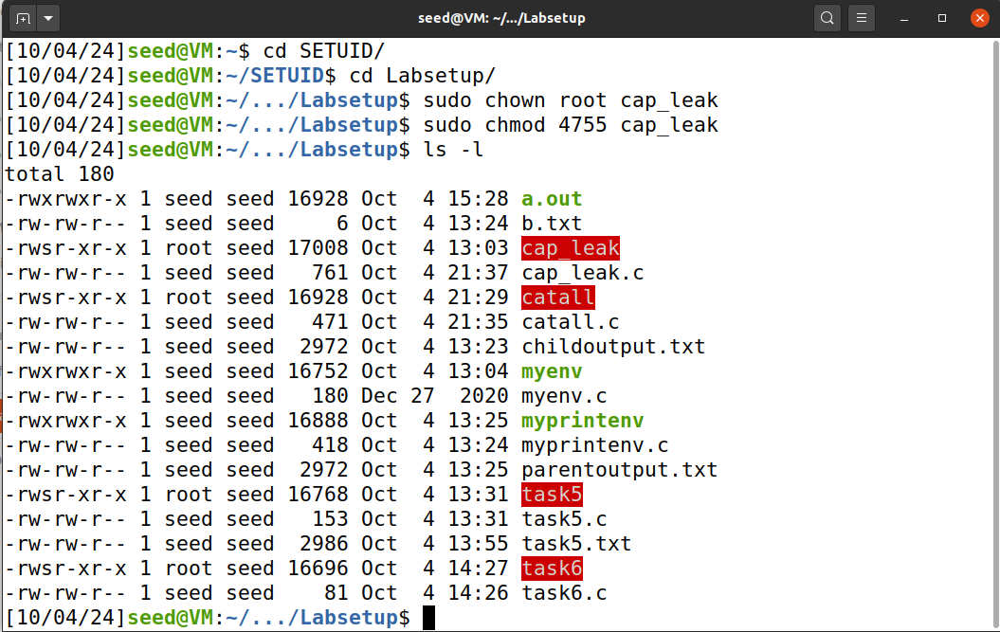 seed@VM: ~/.../Labsetup
[10/04/24]seed@VM:~$ cd SETUID/
[10/04/24]seed@VM:~/SETUID$ cd Labsetup/
[10/04/24]seed@VM:~/.../Labsetup$ sudo chown root cap_leak
[10/04/24]seed@VM:~/.../Labsetup$ sudo chmod 4755 cap_leak
[10/04/24]seed@VM:~/.../Labsetup$ ls -l
total 180
-rwxrwxr-x 1 seed seed 16928 Oct  4 15:28 a.out
-rw-rw-r-- 1 seed seed     6 Oct  4 13:24 b.txt
-rwsr-xr-x 1 root seed 17008 Oct  4 13:03 cap_leak
-rw-rw-r-- 1 seed seed   761 Oct  4 21:37 cap_leak.c
-rwsr-xr-x 1 root seed 16928 Oct  4 21:29 catall
-rw-rw-r-- 1 seed seed   471 Oct  4 21:35 catall.c
-rw-rw-r-- 1 seed seed  2972 Oct  4 13:23 childoutput.txt
-rwxrwxr-x 1 seed seed 16752 Oct  4 13:04 myenv
-rw-rw-r-- 1 seed seed   180 Dec 27  2020 myenv.c
-rwxrwxr-x 1 seed seed 16888 Oct  4 13:25 myprintenv
-rw-rw-r-- 1 seed seed   418 Oct  4 13:24 myprintenv.c
-rw-rw-r-- 1 seed seed  2972 Oct  4 13:25 parentoutput.txt
-rwsr-xr-x 1 root seed 16768 Oct  4 13:31 task5
-rw-rw-r-- 1 seed seed   153 Oct  4 13:31 task5.c
-rw-rw-r-- 1 seed seed  2986 Oct  4 13:55 task5.txt
-rwsr-xr-x 1 root seed 16696 Oct  4 14:27 task6
-rw-rw-r-- 1 seed seed    81 Oct  4 14:26 task6.c
[10/04/24]seed@VM:~/.../Labsetup$